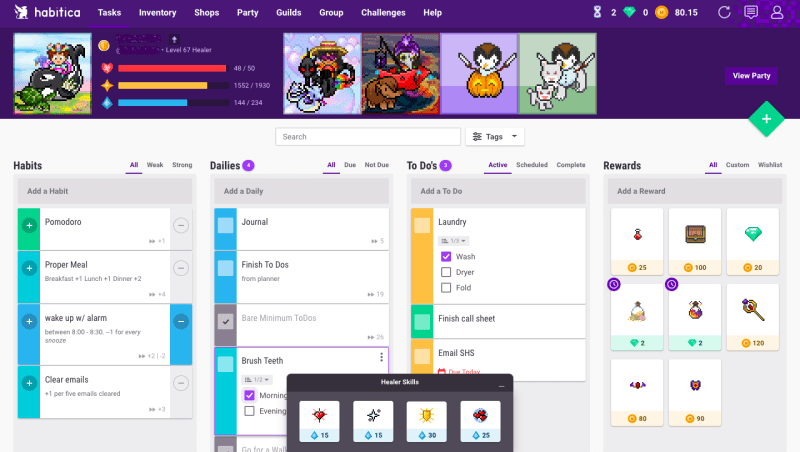 habitica
Tasks
Inventory
Shops
Party
Guilds
Group
Challenges
Help
2
0
80.15
• Level 67 Healer
48 / 50
1552 / 1930
144 / 234
View Party
Search
Tags
Habits
All Weak Strong
Add a Habit
Pomodoro
+1
Proper Meal
Breakfast +1 Lunch +1 Dinner +2
+4
wake up w/ alarm
between 8:00 - 8:30. −1 for every
snooze
+2 | -2
Clear emails
+1 per five emails cleared
+3
Dailies 4
All Due Not Due
Add a Daily
Journal
5
Finish To Dos
from planner
19
Bare Minimum ToDos
26
Brush Teeth
1/2
Morning
Evening
Go for a Walk
To Do's 3
Active Scheduled Complete
Add a To Do
Laundry
1/3
Wash
Dryer
Fold
Finish call sheet
Email SHS
Due Today
Rewards
All Custom Wishlist
Add a Reward
25
100
20
2
2
120
80
90
Healer Skills
15
15
30
25